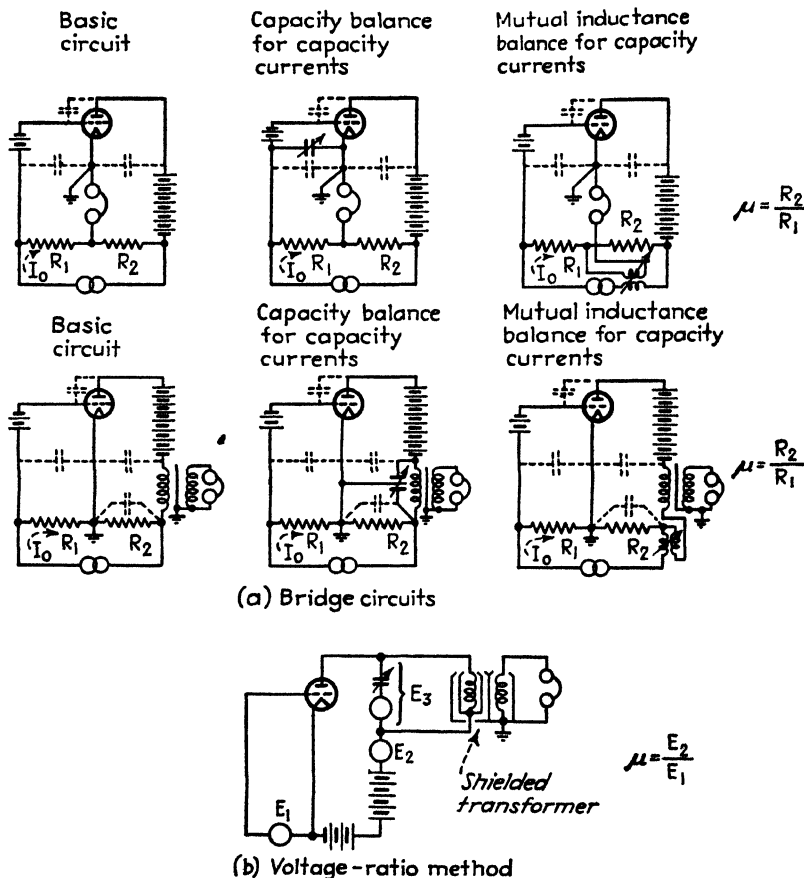 Basic
circuit
Capacity balance
for capacity
currents
Mutual inductance
balance for capacity
currents
I₀ R₁ R₂
I₀ R₁ R₂
I₀ R₁ R₂
μ = R₂/R₁
Basic
circuit
Capacity balance
for capacity
currents
Mutual inductance
balance for capacity
currents
I₀ R₁ R₂
I₀ R₁ R₂
I₀ R₁ R₂
μ = R₂/R₁
(a) Bridge circuits
E₃
E₂
E₁
Shielded
transformer
μ = E₂/E₁
(b) Voltage-ratio method